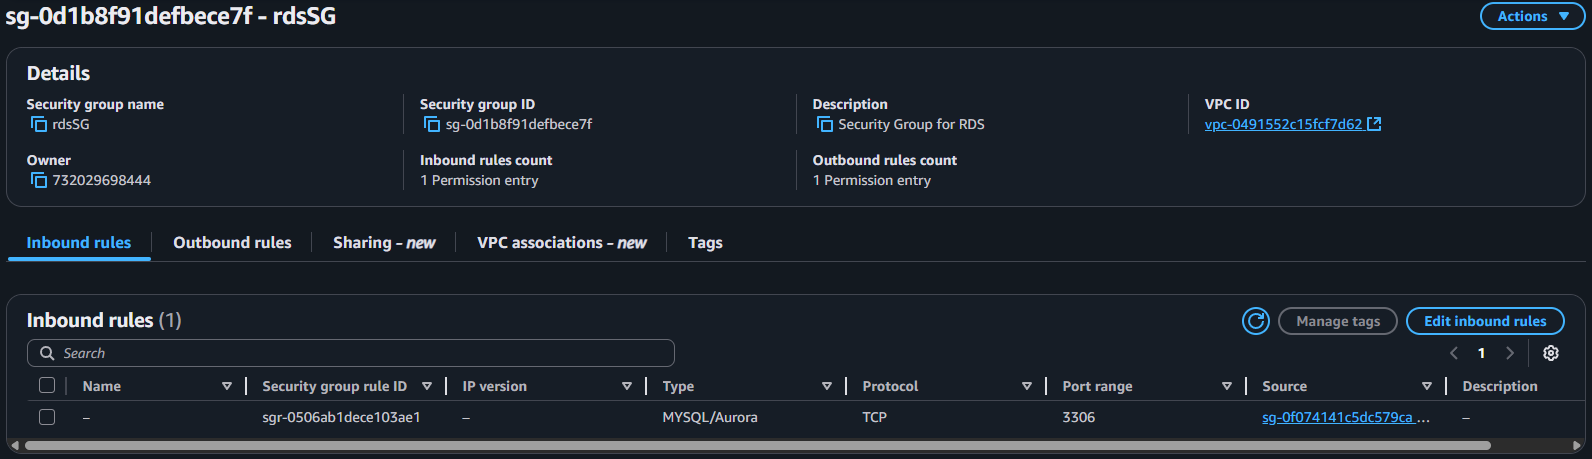 sg-0d1b8f91defbece7f - rdsSG
Actions
Details
Security group name
rdsSG
Security group ID
sg-0d1b8f91defbece7f
Description
Security Group for RDS
VPC ID
vpc-0491552c15fcf7d62
Owner
732029698444
Inbound rules count
1 Permission entry
Outbound rules count
1 Permission entry
Inbound rules Outbound rules Sharing - new VPC associations - new Tags
Inbound rules (1)
Manage tags Edit inbound rules
Search
1
Name Security group rule ID IP version Type Protocol Port range Source Description
– sgr-0506ab1dece103ae1 – MYSQL/Aurora TCP 3306 sg-0f074141c5dc579ca ... –